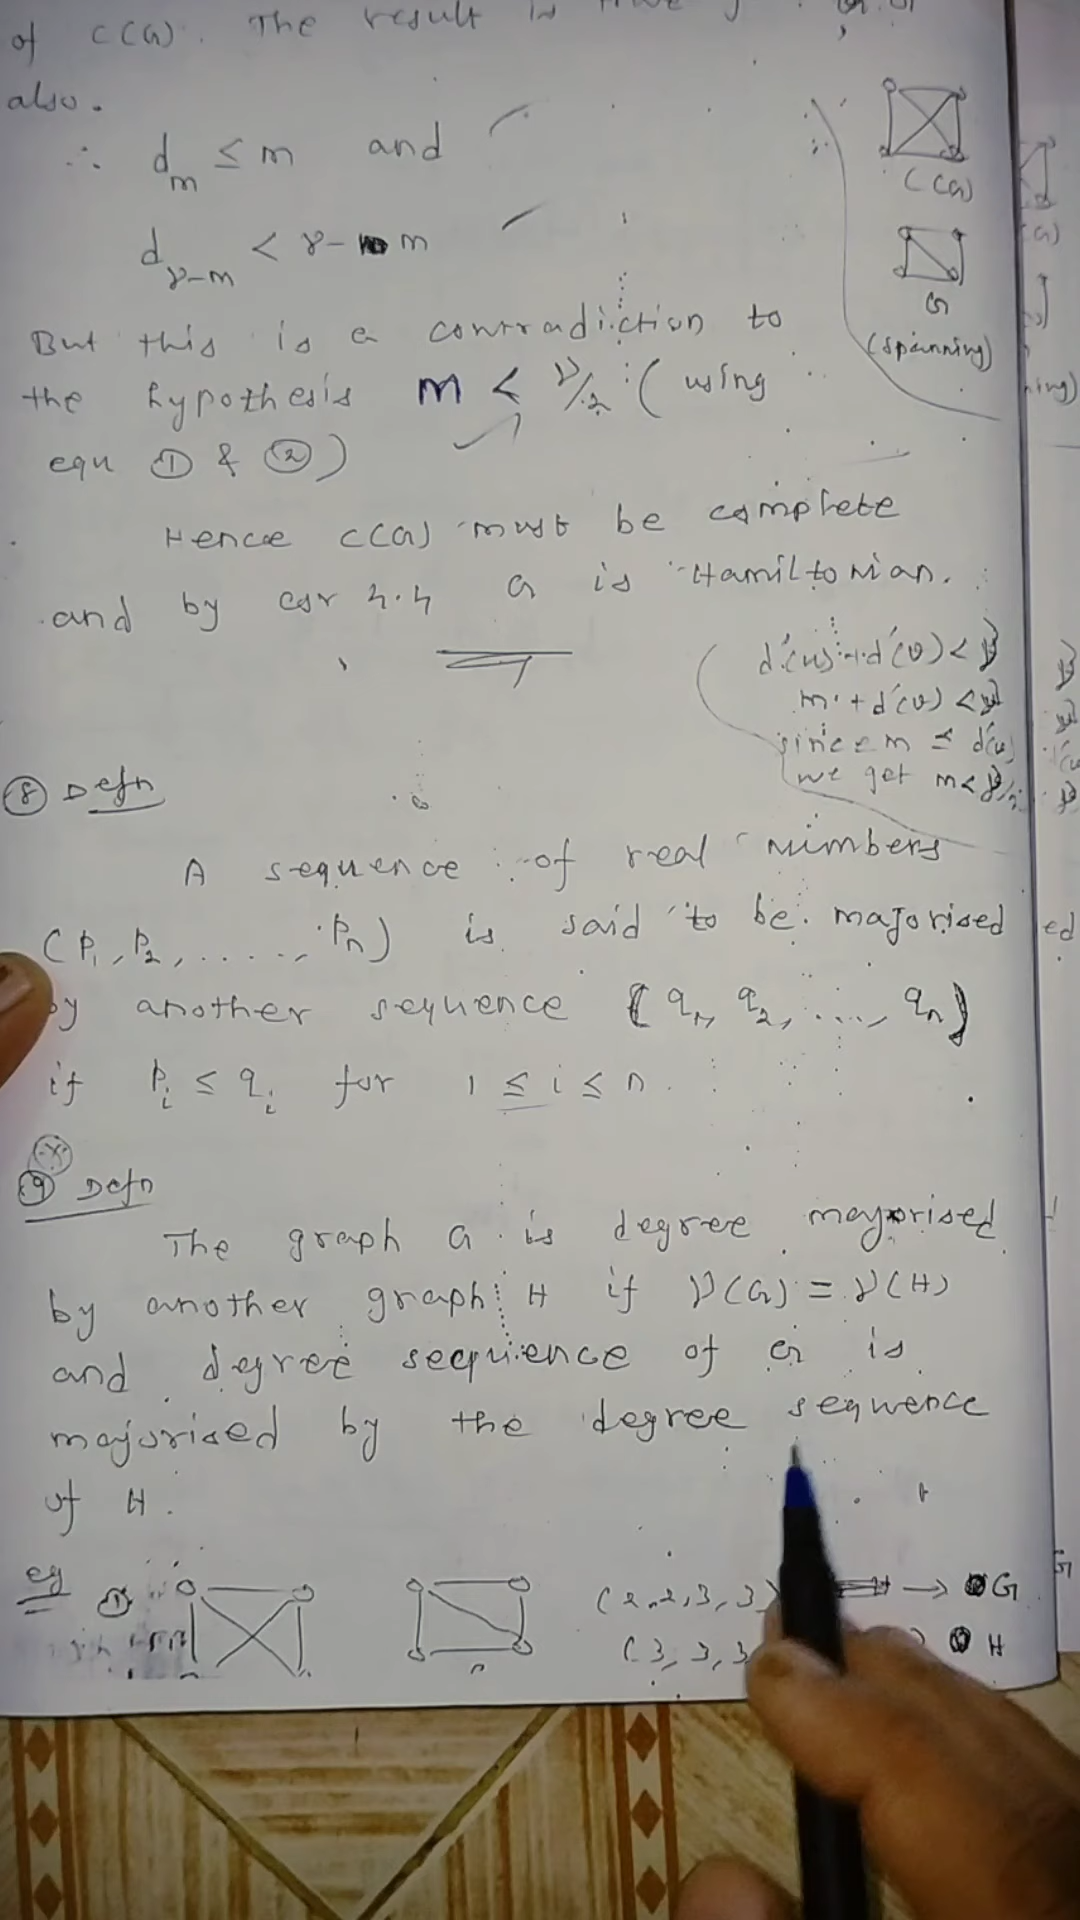 of C(G). The result is
also.
∴ d_m ≤ m and
d_ν-m < ν - m
But this is a contradiction to
the hypothesis m < ν/2 (using
equ ① & ②)
Hence C(G) must be complete
and by cor 4.4 G is Hamiltonian.
C(G)
G
(spanning)
d'(u) + d'(v) < ν
m + d'(v) < ν
since m ≤ d'(u)
we get m < ν/2
⑧ Defn
A sequence of real numbers
(P1, P2, ....., Pn) is said to be majorised
by another sequence (q1, q2, ..., qn)
if Pi ≤ qi for 1 ≤ i ≤ n.
⑨ Defn
The graph G is degree majorised
by another graph H if ν(G) = ν(H)
and degree sequence of G is
majorised by the degree sequence
of H.
eg ①
(2, 2, 3, 3) → G
(3, 3, 3 H